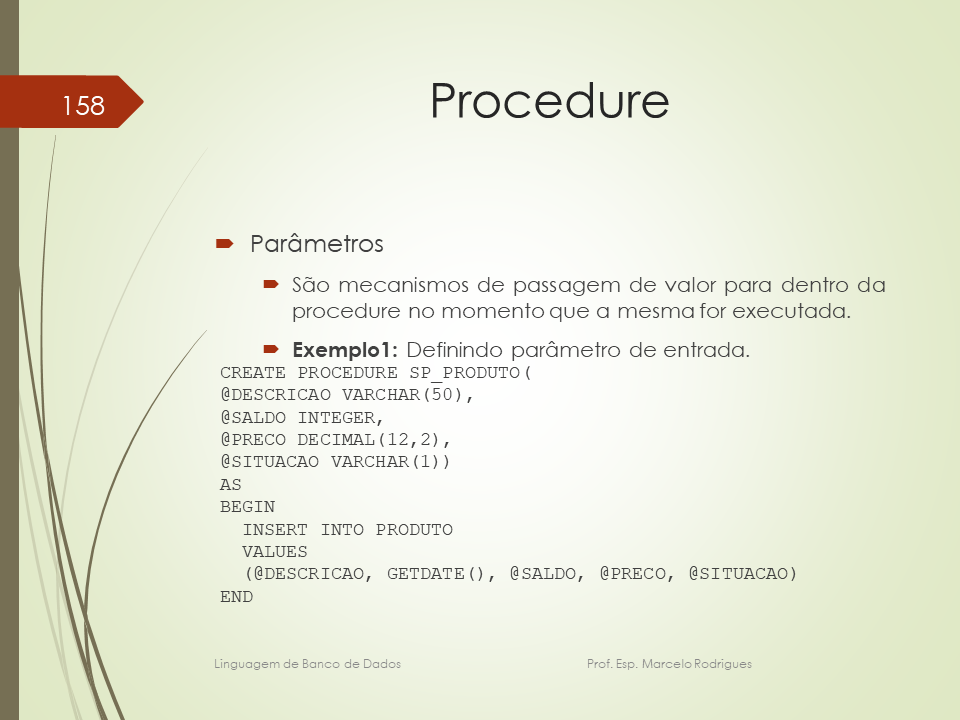 158
Procedure
Parâmetros
São mecanismos de passagem de valor para dentro da
procedure no momento que a mesma for executada.
Exemplo1: Definindo parâmetro de entrada.
CREATE PROCEDURE SP_PRODUTO(
@DESCRICAO VARCHAR(50),
@SALDO INTEGER,
@PRECO DECIMAL(12,2),
@SITUACAO VARCHAR(1))
AS
BEGIN
  INSERT INTO PRODUTO
  VALUES
  (@DESCRICAO, GETDATE(), @SALDO, @PRECO, @SITUACAO)
END
Linguagem de Banco de Dados Prof. Esp. Marcelo Rodrigues